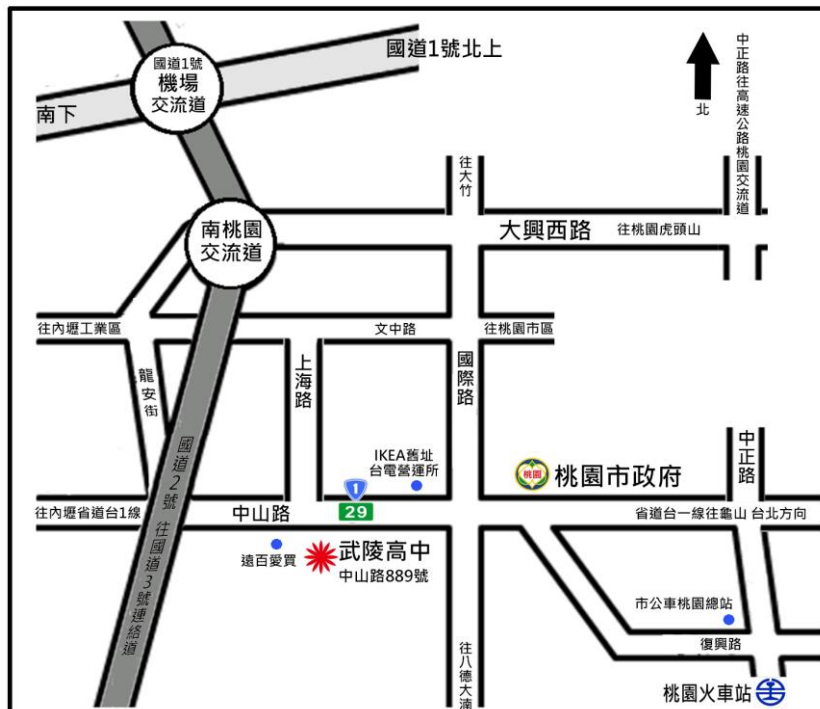 國道1號
機場
交流道
國道1號北上
南下
北
中正路往高速公路桃園交流道
往大竹
南桃園
交流道
大興西路
往桃園虎頭山
往內壢工業區
文中路
往桃園市區
龍安街
上海路
國際路
IKEA舊址
台電營運所
桃園
桃園市政府
中正路
1
29
往內壢省道台1線
中山路
省道台一線往龜山 台北方向
國道2號 往國道3號連絡道
遠百愛買
武陵高中
中山路889號
市公車桃園總站
復興路
往八德大湳
桃園火車站